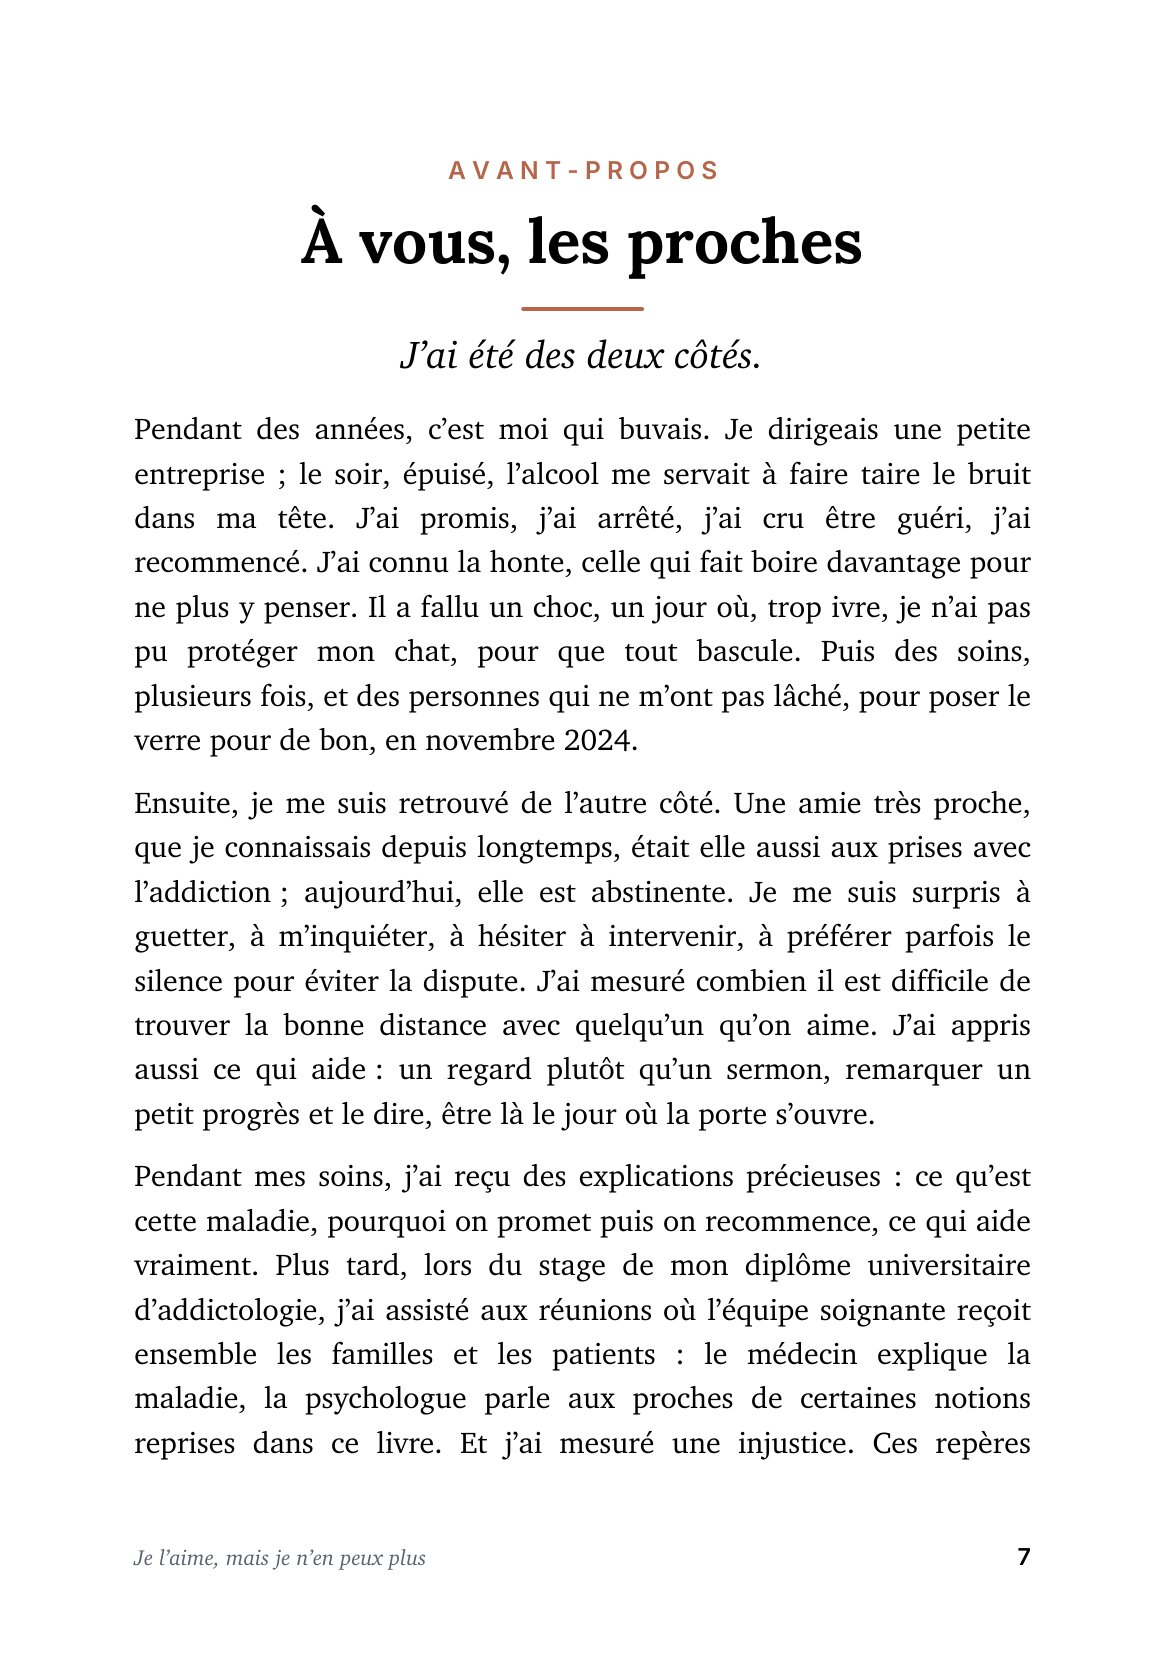 AVANT-PROPOS
À vous, les proches
J’ai été des deux côtés.
Pendant des années, c’est moi qui buvais. Je dirigeais une petite
entreprise ; le soir, épuisé, l’alcool me servait à faire taire le bruit
dans ma tête. J’ai promis, j’ai arrêté, j’ai cru être guéri, j’ai
recommencé. J’ai connu la honte, celle qui fait boire davantage pour
ne plus y penser. Il a fallu un choc, un jour où, trop ivre, je n’ai pas
pu protéger mon chat, pour que tout bascule. Puis des soins,
plusieurs fois, et des personnes qui ne m’ont pas lâché, pour poser le
verre pour de bon, en novembre 2024.
Ensuite, je me suis retrouvé de l’autre côté. Une amie très proche,
que je connaissais depuis longtemps, était elle aussi aux prises avec
l’addiction ; aujourd’hui, elle est abstinente. Je me suis surpris à
guetter, à m’inquiéter, à hésiter à intervenir, à préférer parfois le
silence pour éviter la dispute. J’ai mesuré combien il est difficile de
trouver la bonne distance avec quelqu’un qu’on aime. J’ai appris
aussi ce qui aide : un regard plutôt qu’un sermon, remarquer un
petit progrès et le dire, être là le jour où la porte s’ouvre.
Pendant mes soins, j’ai reçu des explications précieuses : ce qu’est
cette maladie, pourquoi on promet puis on recommence, ce qui aide
vraiment. Plus tard, lors du stage de mon diplôme universitaire
d’addictologie, j’ai assisté aux réunions où l’équipe soignante reçoit
ensemble les familles et les patients : le médecin explique la
maladie, la psychologue parle aux proches de certaines notions
reprises dans ce livre. Et j’ai mesuré une injustice. Ces repères
Je l’aime, mais je n’en peux plus
7